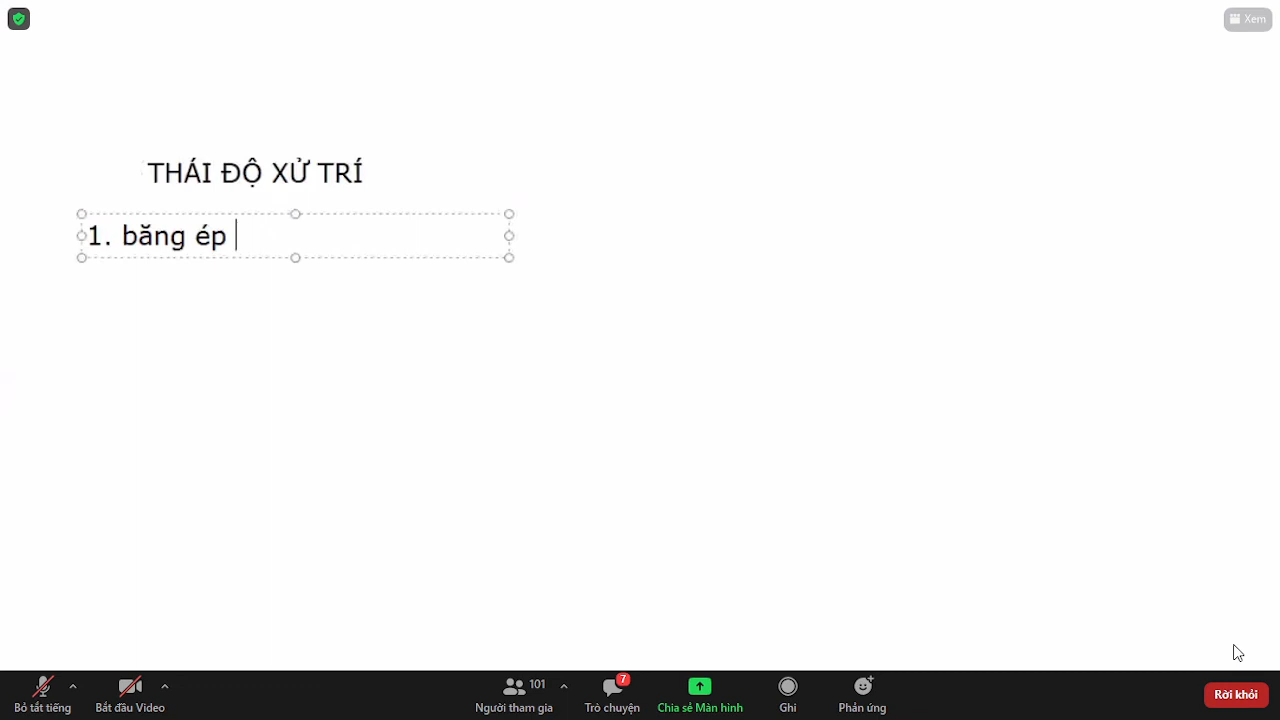 Xem
THÁI ĐỘ XỬ TRÍ
1. băng ép
Bỏ tắt tiếng
Bắt đầu Video
101
Người tham gia
7
Trò chuyện
Chia sẻ Màn hình
Ghi
Phản ứng
Rời khỏi